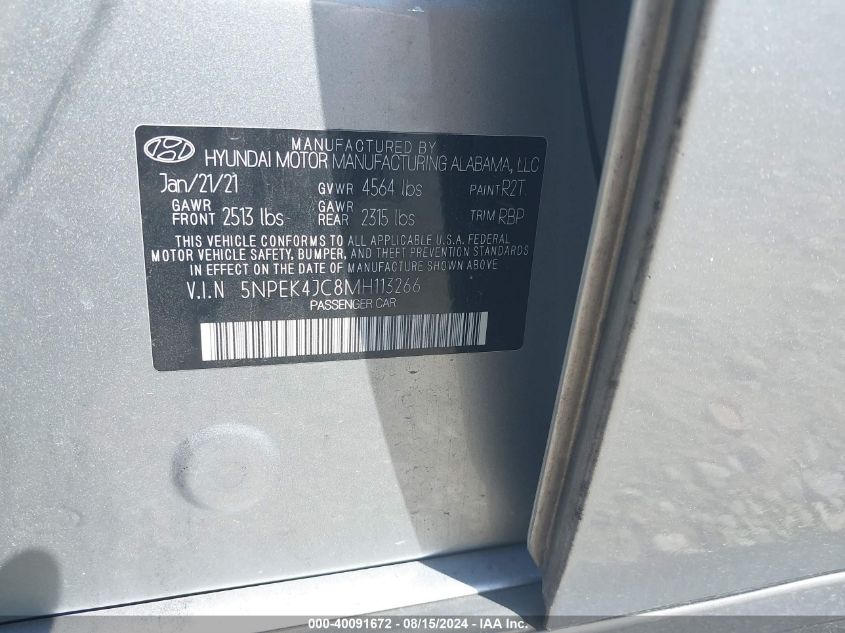 MANUFACTURED BY
HYUNDAI MOTOR MANUFACTURING ALABAMA, LLC
Jan/21/21 GVWR 4564 lbs PAINT R2T
GAWR FRONT 2513 lbs GAWR REAR 2315 lbs TRIM RBP
THIS VEHICLE CONFORMS TO ALL APPLICABLE U.S.A. FEDERAL
MOTOR VEHICLE SAFETY, BUMPER, AND THEFT PREVENTION STANDARDS
IN EFFECT ON THE DATE OF MANUFACTURE SHOWN ABOVE
V.I.N 5NPEK4JC8MH113266
PASSENGER CAR
000-40091672 - 08/15/2024 - © IAA, Inc.